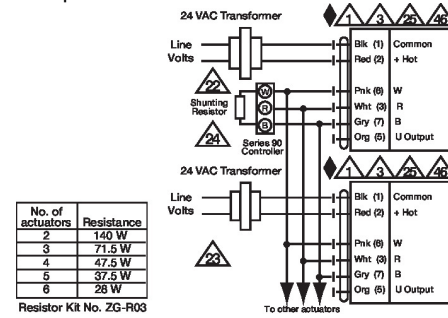 24 VAC Transformer
1 3 25 46
Line
Volts
Blk (1) Common
Red (2) + Hot
22
Shunting
Resistor
24
W
R
B
Series 90
Controller
Pnk (6) W
Wht (3) R
Gry (7) B
Org (5) U Output
24 VAC Transformer
1 3 25 46
Line
Volts
Blk (1) Common
Red (2) + Hot
23
Pnk (6) W
Wht (3) R
Gry (7) B
Org (5) U Output
To other actuators
No. of
actuators Resistance
2 140 W
3 71.5 W
4 47.5 W
5 37.5 W
6 28 W
Resistor Kit No. ZG-R03